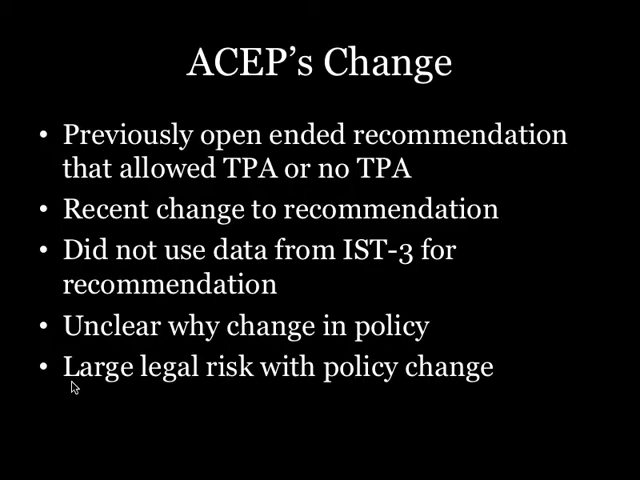 ACEP’s Change
• Previously open ended recommendation
that allowed TPA or no TPA
• Recent change to recommendation
• Did not use data from IST-3 for
recommendation
• Unclear why change in policy
• Large legal risk with policy change